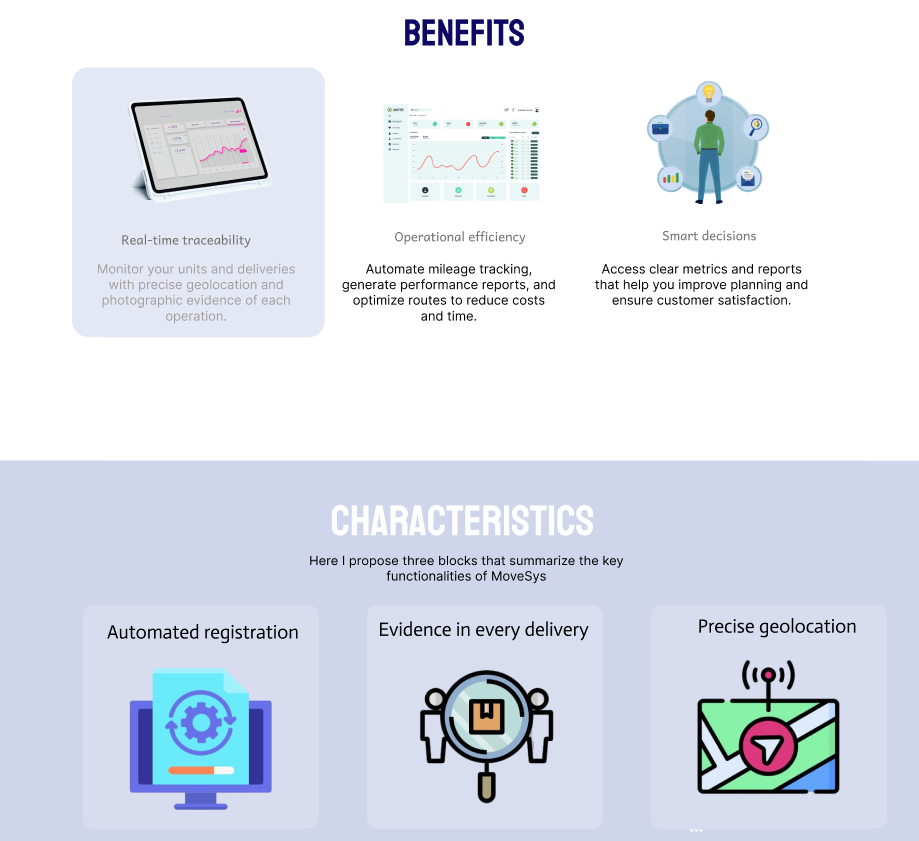 BENEFITS
Real-time traceability
Monitor your units and deliveries
with precise geolocation and
photographic evidence of each
operation.
Operational efficiency
Automate mileage tracking,
generate performance reports, and
optimize routes to reduce costs
and time.
Smart decisions
Access clear metrics and reports
that help you improve planning and
ensure customer satisfaction.
CHARACTERISTICS
Here I propose three blocks that summarize the key
functionalities of MoveSys
Automated registration
Evidence in every delivery
Precise geolocation